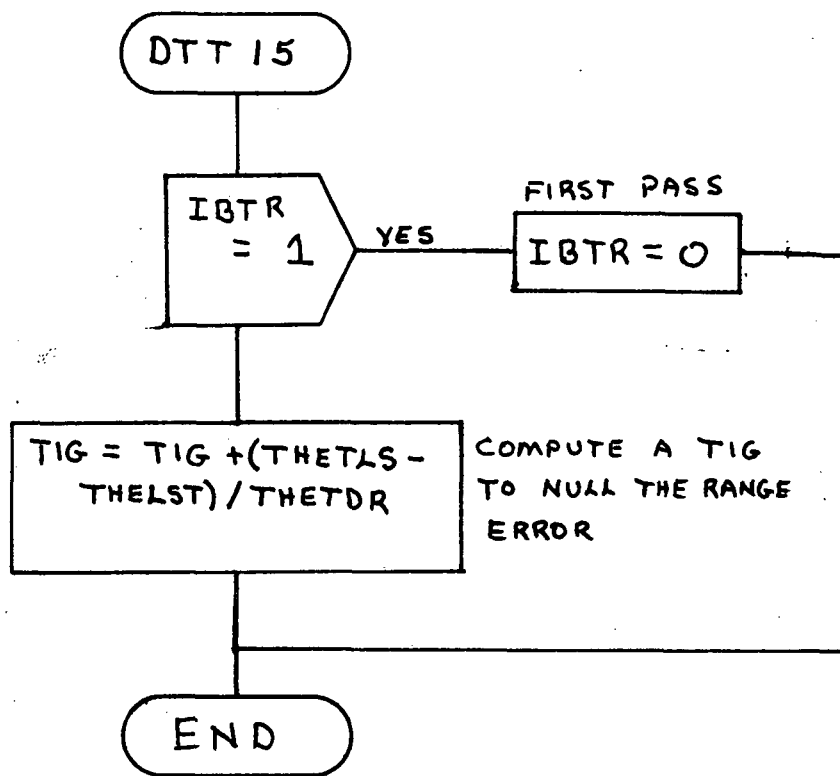 DTT 15
IBTR
= 1
YES
FIRST PASS
IBTR = 0
TIG = TIG + (THETLS -
THELST) / THETDR
COMPUTE A TIG
TO NULL THE RANGE
ERROR
END